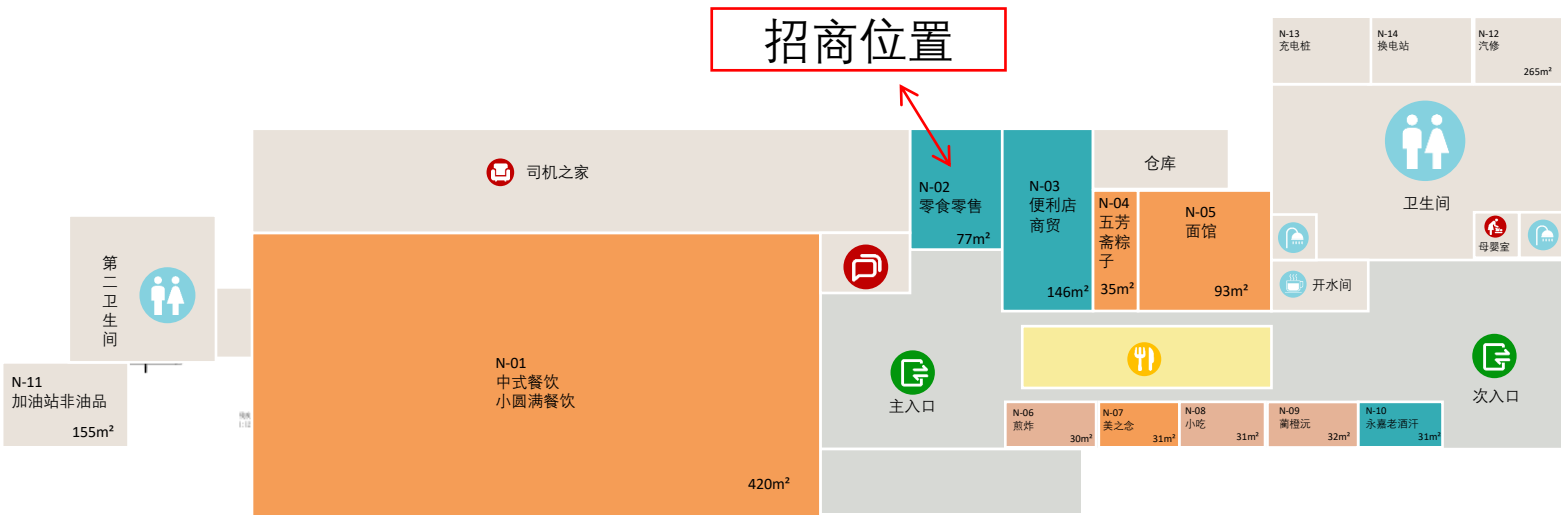 招商位置
N-13
充电桩
N-14
换电站
N-12
汽修
265m²
司机之家
N-02
零食零售
77m²
N-03
便利店
商贸
146m²
仓库
N-04
五芳
斋粽
子
35m²
N-05
面馆
93m²
卫生间
母婴室
开水间
第
二
卫
生
间
N-11
加油站非油品
155m²
N-01
中式餐饮
小圆满餐饮
420m²
主入口
次入口
N-06
煎炸
30m²
N-07
美之念
31m²
N-08
小吃
31m²
N-09
蔺橙沅
32m²
N-10
永嘉老酒汗
31m²